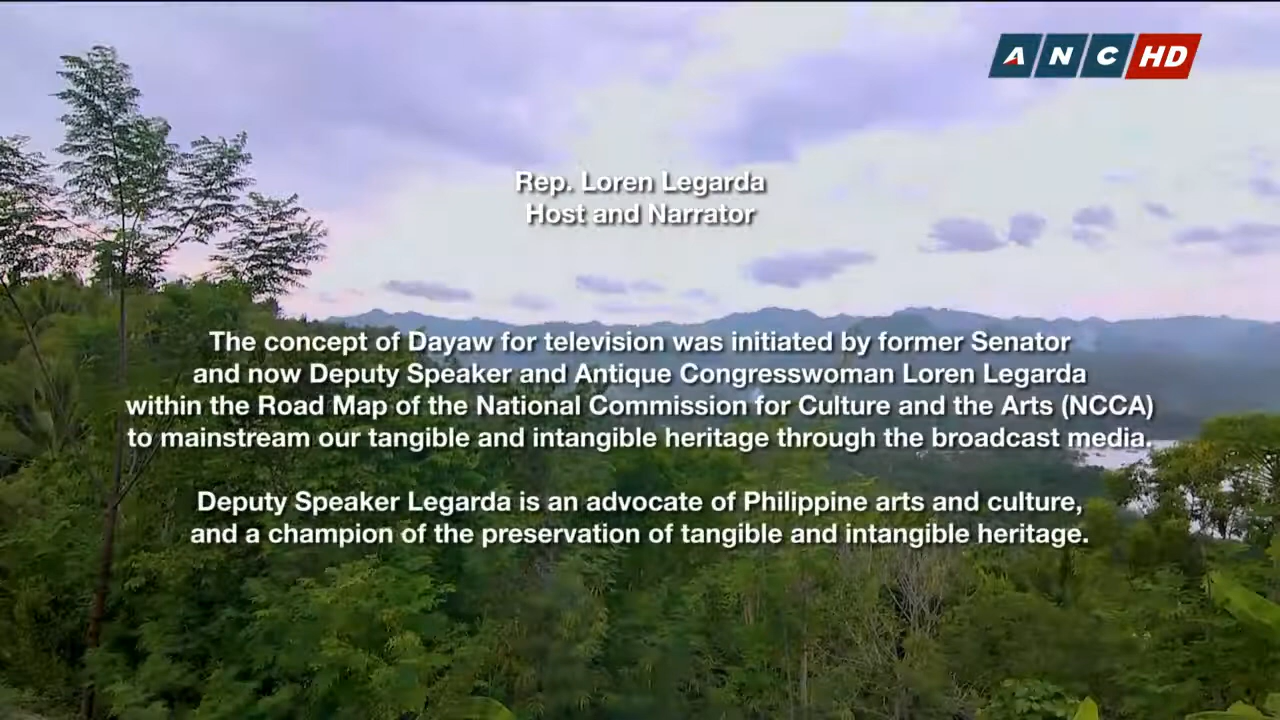 ANC HD
Rep. Loren Legarda
Host and Narrator
The concept of Dayaw for television was initiated by former Senator
and now Deputy Speaker and Antique Congresswoman Loren Legarda
within the Road Map of the National Commission for Culture and the Arts (NCCA)
to mainstream our tangible and intangible heritage through the broadcast media.
Deputy Speaker Legarda is an advocate of Philippine arts and culture,
and a champion of the preservation of tangible and intangible heritage.